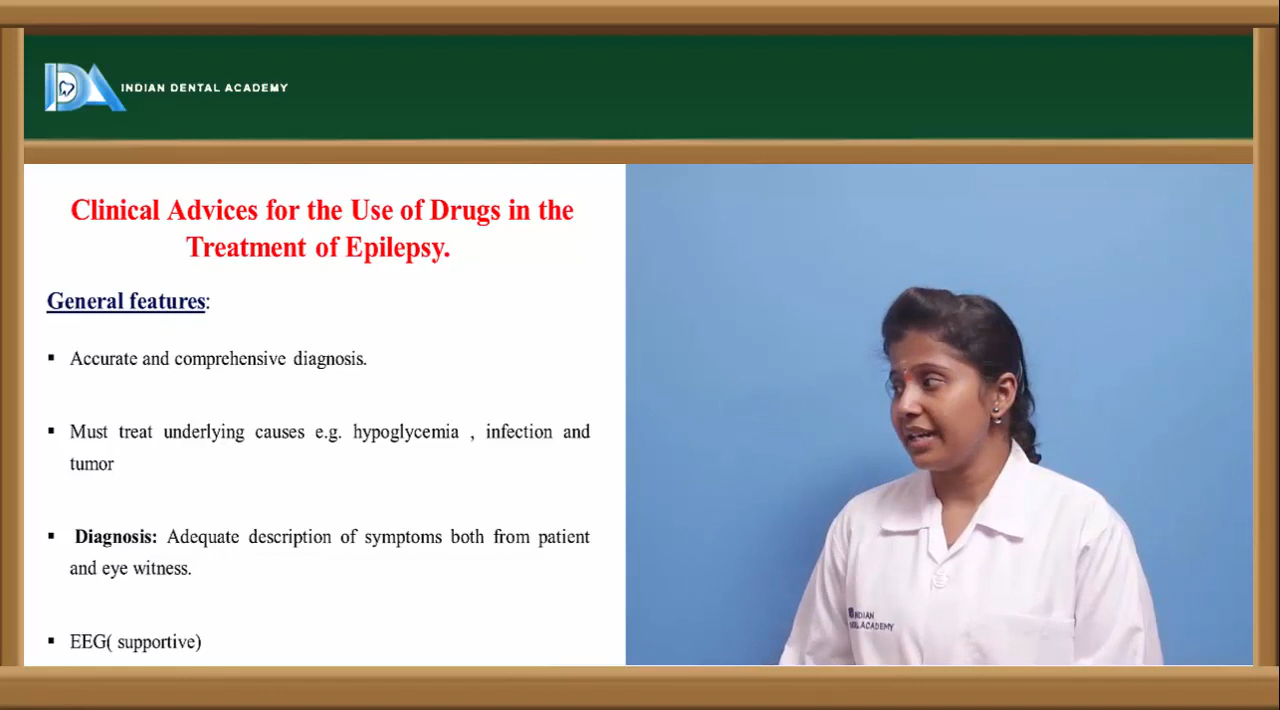 INDIAN DENTAL ACADEMY
Clinical Advices for the Use of Drugs in the
Treatment of Epilepsy.
General features:
▪ Accurate and comprehensive diagnosis.
▪ Must treat underlying causes e.g. hypoglycemia , infection and
tumor
▪ Diagnosis: Adequate description of symptoms both from patient
and eye witness.
▪ EEG( supportive)
INDIAN
ACADEMY